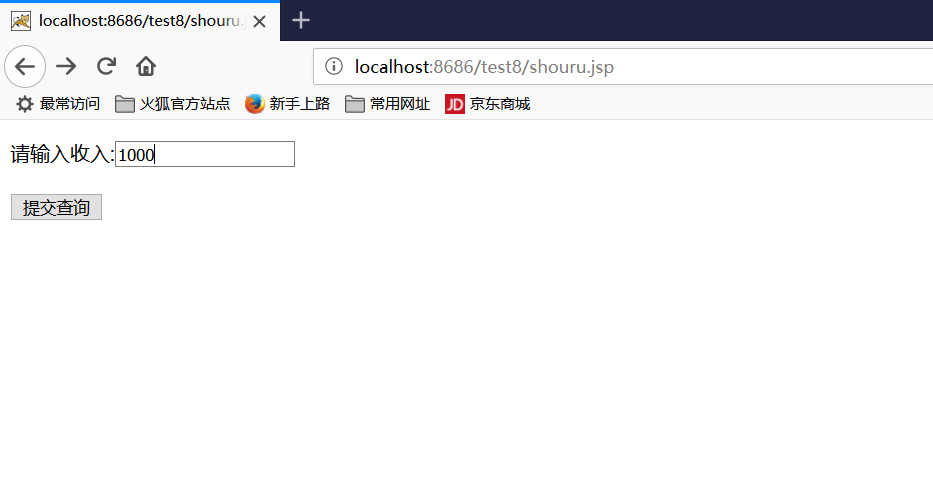 localhost:8686/test8/shouru.j
localhost:8686/test8/shouru.jsp
最常访问 火狐官方站点 新手上路 常用网址 JD 京东商城
请输入收入:1000
提交查询